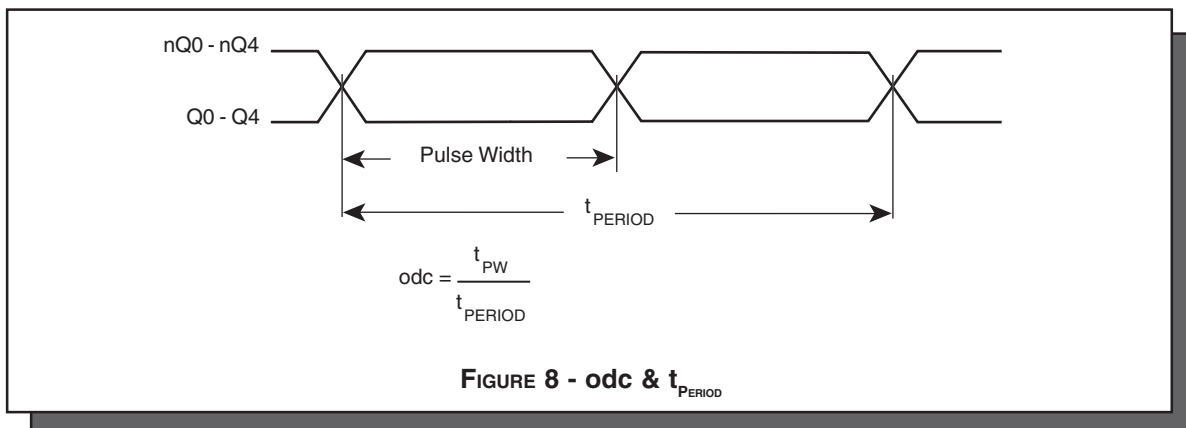 nQ0 - nQ4
Q0 - Q4
Pulse Width
tPERIOD
odc = tPW
tPERIOD
FIGURE 8 - odc & tPERIOD